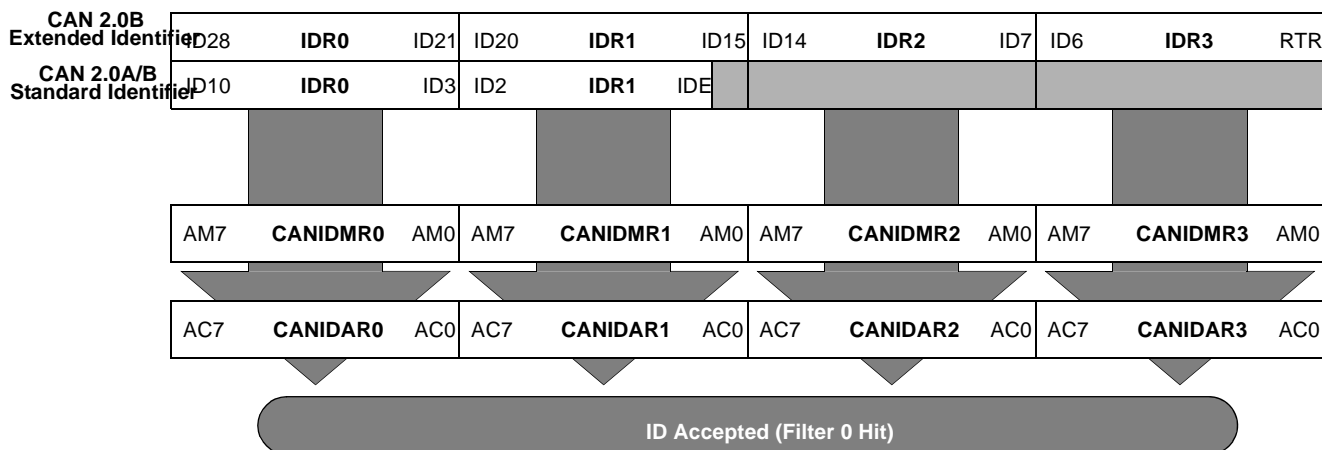 CAN 2.0B
Extended Identifier ID28 IDR0 ID21 ID20 IDR1 ID15 ID14 IDR2 ID7 ID6 IDR3 RTR
CAN 2.0A/B
Standard Identifier ID10 IDR0 ID3 ID2 IDR1 IDE
AM7 CANIDMR0 AM0 AM7 CANIDMR1 AM0 AM7 CANIDMR2 AM0 AM7 CANIDMR3 AM0
AC7 CANIDAR0 AC0 AC7 CANIDAR1 AC0 AC7 CANIDAR2 AC0 AC7 CANIDAR3 AC0
ID Accepted (Filter 0 Hit)